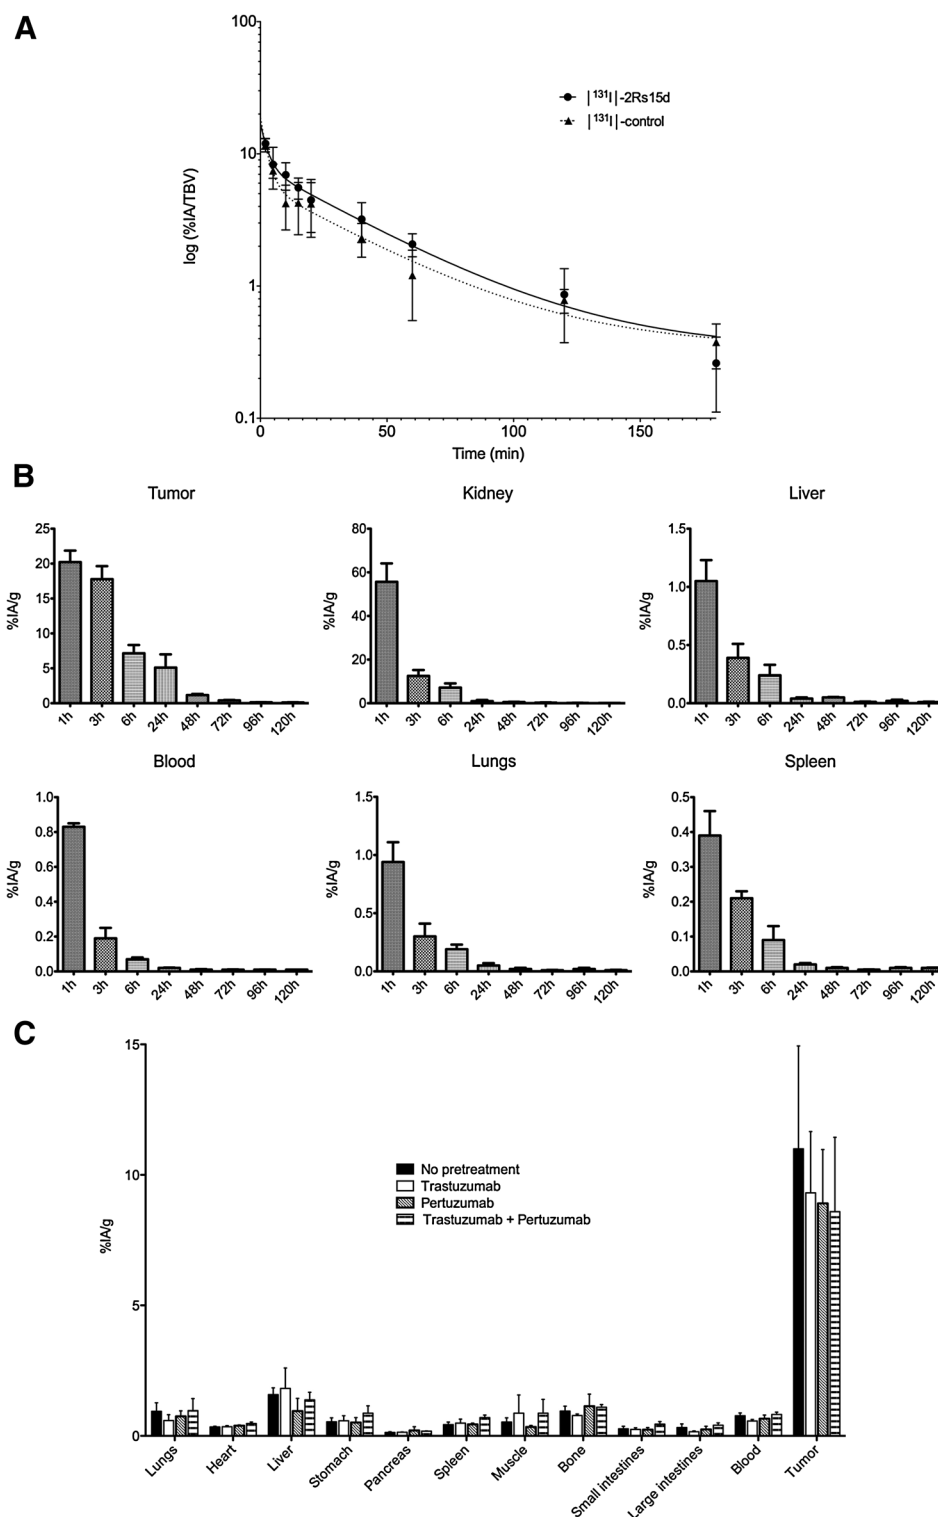 A
100
10
1
0.1
log (%IA/TBV)
|¹³¹I|-2Rs15d
|¹³¹I|-control
0 50 100 150
Time (min)
B
Tumor
25
20
15
10
5
0
%IA/g
1h 3h 6h 24h 48h 72h 96h 120h
Kidney
80
60
40
20
0
%IA/g
1h 3h 6h 24h 48h 72h 96h 120h
Liver
1.5
1.0
0.5
0.0
%IA/g
1h 3h 6h 24h 48h 72h 96h 120h
Blood
1.0
0.8
0.6
0.4
0.2
0.0
%IA/g
1h 3h 6h 24h 48h 72h 96h 120h
Lungs
1.5
1.0
0.5
0.0
%IA/g
1h 3h 6h 24h 48h 72h 96h 120h
Spleen
0.5
0.4
0.3
0.2
0.1
0.0
%IA/g
1h 3h 6h 24h 48h 72h 96h 120h
C
15
10
5
0
%IA/g
No pretreatment
Trastuzumab
Pertuzumab
Trastuzumab + Pertuzumab
Lungs Heart Liver Stomach Pancreas Spleen Muscle Bone Small intestines Large intestines Blood Tumor